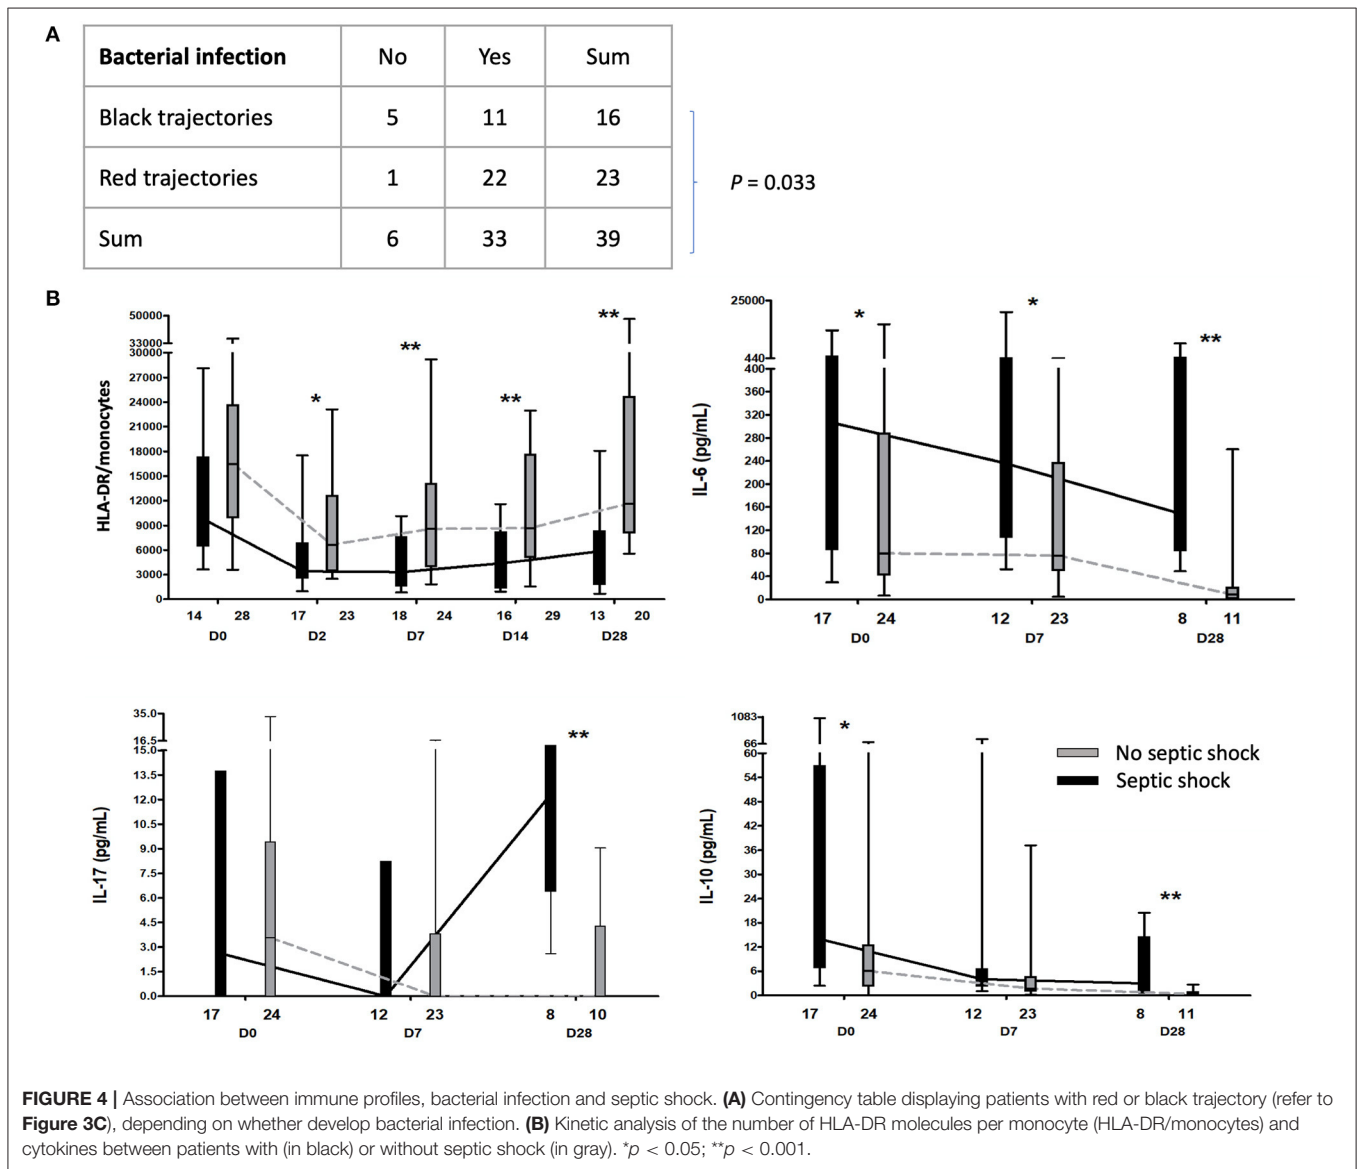 A
Bacterial infection No Yes Sum
Black trajectories 5 11 16
Red trajectories 1 22 23
Sum 6 33 39
P = 0.033
B
HLA-DR/monocytes
50000
33000
30000
27000
24000
21000
18000
15000
12000
9000
6000
3000
0
* ** ** **
14 28 17 23 18 24 16 29 13 20
D0 D2 D7 D14 D28
IL-6 (pg/mL)
25000
440
400
360
320
280
240
200
160
120
80
40
0
* * **
17 24 12 23 8 11
D0 D7 D28
IL-17 (pg/mL)
35.0
16.5
15.0
13.5
12.0
10.5
9.0
7.5
6.0
4.5
3.0
1.5
0.0
**
17 24 12 23 8 10
D0 D7 D28
IL-10 (pg/mL)
1083
66
60
54
48
42
36
30
24
18
12
6
0
* **
No septic shock
Septic shock
17 24 12 23 8 11
D0 D7 D28
FIGURE 4 | Association between immune profiles, bacterial infection and septic shock. (A) Contingency table displaying patients with red or black trajectory (refer to
Figure 3C), depending on whether develop bacterial infection. (B) Kinetic analysis of the number of HLA-DR molecules per monocyte (HLA-DR/monocytes) and
cytokines between patients with (in black) or without septic shock (in gray). *p < 0.05; **p < 0.001.